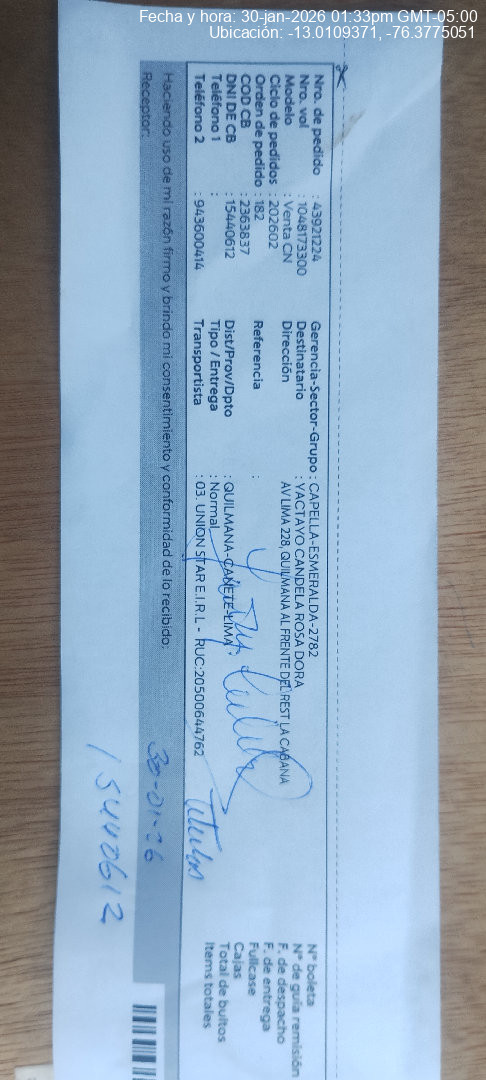 Fecha y hora: 30-jan-2026 01:33pm GMT-05:00
Ubicación: -13.0109371, -76.3775051
Nro. de pedido : 43921224
Nro. vol : 1048173300
Modelo : Venta CN
Ciclo de pedidos : 202602
Orden de pedido : 182
COD CB : 2363837
DNI DE CB : 15440612
Teléfono 1 :
Teléfono 2 : 943600414
Gerencia-Sector-Grupo : CAPELLA-ESMERALDA-2782
Destinatario : YACTAYO CANDELA ROSA DORA
Dirección AV LIMA 228, QUILMANA AL FRENTE DEL REST LA CABANA
Referencia :
Dist/Prov/Dpto : QUILMANA-CAÑETE-LIMA
Tipo / Entrega : Normal
Transportista : 03. UNION STAR E.I.R.L - RUC:20500644762
N° boleta
N° de guía remisión
F. de despacho
F. de entrega
Fullcase
Cajas
Total de bultos
Items totales
Haciendo uso de mi razón firmo y brindo mi consentimiento y conformidad de lo recibido.
Receptor:
30-01-26
15440612